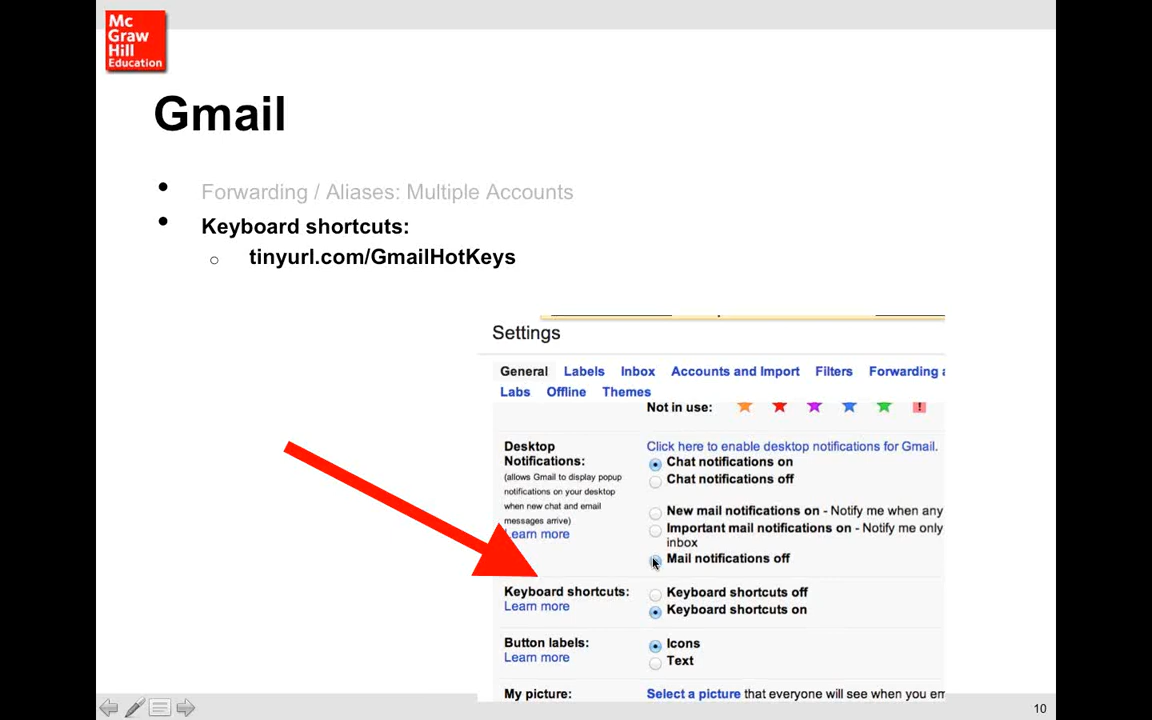 Mc
Graw
Hill
Education
Gmail
• Forwarding / Aliases: Multiple Accounts
• Keyboard shortcuts:
○ tinyurl.com/GmailHotKeys
Settings
General Labels Inbox Accounts and Import Filters Forwarding a
Labs Offline Themes
Not in use: !
Desktop
Notifications:
(allows Gmail to display popup
notifications on your desktop
when new chat and email
messages arrive)
Learn more
Click here to enable desktop notifications for Gmail.
Chat notifications on
Chat notifications off
New mail notifications on - Notify me when any
Important mail notifications on - Notify me only
inbox
Mail notifications off
Keyboard shortcuts:
Learn more
Keyboard shortcuts off
Keyboard shortcuts on
Button labels:
Learn more
Icons
Text
My picture:
Select a picture that everyone will see when you em
10